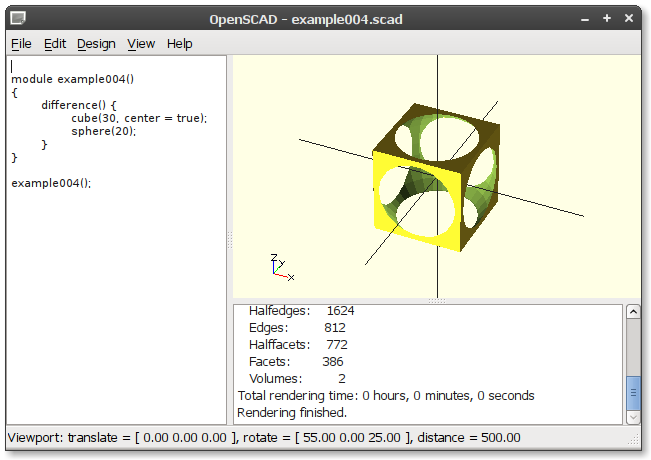 OpenSCAD - example004.scad
File Edit Design View Help
module example004()
{
difference() {
cube(30, center = true);
sphere(20);
}
}
example004();
Z
Y
X
Halfedges: 1624
Edges: 812
Halffacets: 772
Facets: 386
Volumes: 2
Total rendering time: 0 hours, 0 minutes, 0 seconds
Rendering finished.
Viewport: translate = [ 0.00 0.00 0.00 ], rotate = [ 55.00 0.00 25.00 ], distance = 500.00